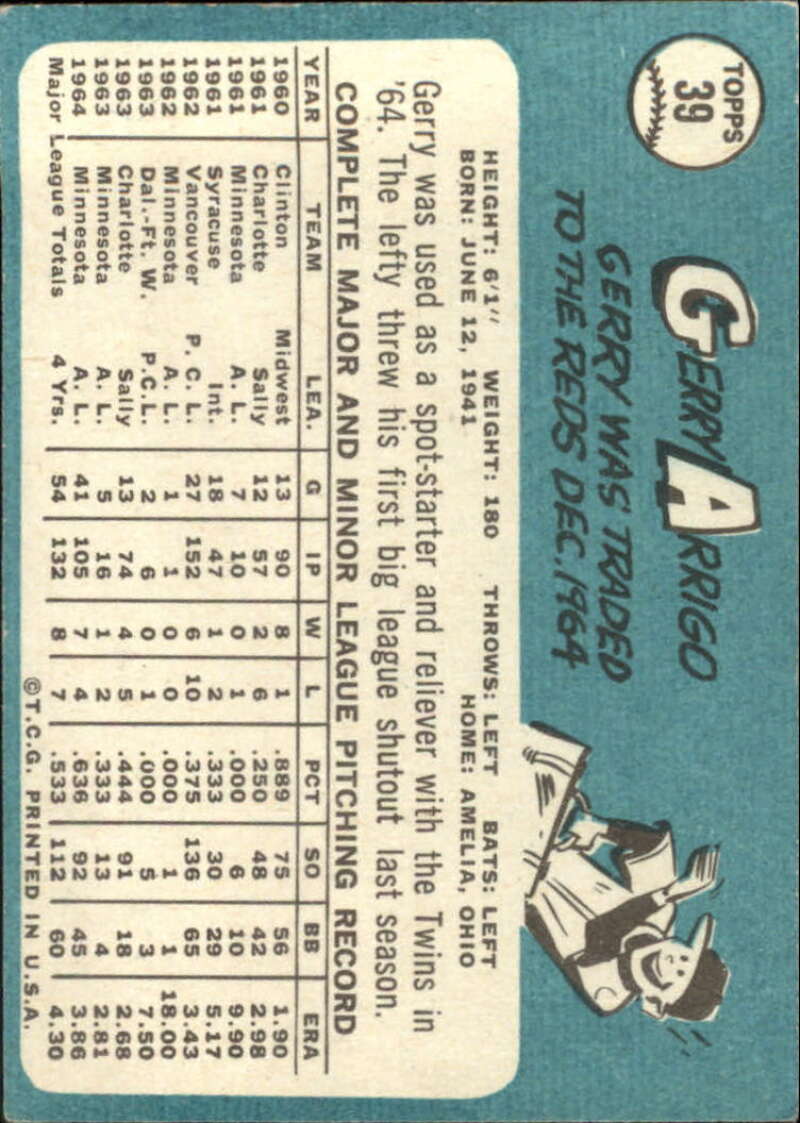 TOPPS
39
GERRY ARRIGO
GERRY WAS TRADED
TO THE REDS DEC. 1964
HEIGHT: 6'1" WEIGHT: 180 THROWS: LEFT BATS: LEFT
BORN: JUNE 12, 1941 HOME: AMELIA, OHIO
Gerry was used as a spot-starter and reliever with the Twins in
'64. The lefty threw his first big league shutout last season.
COMPLETE MAJOR AND MINOR LEAGUE PITCHING RECORD
YEAR TEAM LEA. G IP W L PCT SO BB ERA
1960 Clinton Midwest 13 90 8 1 .889 75 56 1.90
1961 Charlotte Sally 12 57 2 6 .250 48 42 2.98
1961 Minnesota A. L. 7 10 0 1 .000 6 10 9.90
1961 Syracuse Int. 18 47 1 2 .333 30 29 5.17
1962 Vancouver P. C. L. 27 152 6 10 .375 136 65 3.43
1962 Minnesota A. L. 1 1 0 0 .000 1 1 18.00
1963 Dal.-Ft. W. P.C.L. 2 6 0 1 .000 5 3 7.50
1963 Charlotte Sally 13 74 4 5 .444 91 18 2.68
1963 Minnesota A. L. 5 16 1 2 .333 13 4 2.81
1964 Minnesota A. L. 41 105 7 4 .636 92 45 3.86
Major League Totals 4 Yrs. 54 132 8 7 .533 112 60 4.30
©T.C.G. PRINTED IN U.S.A.